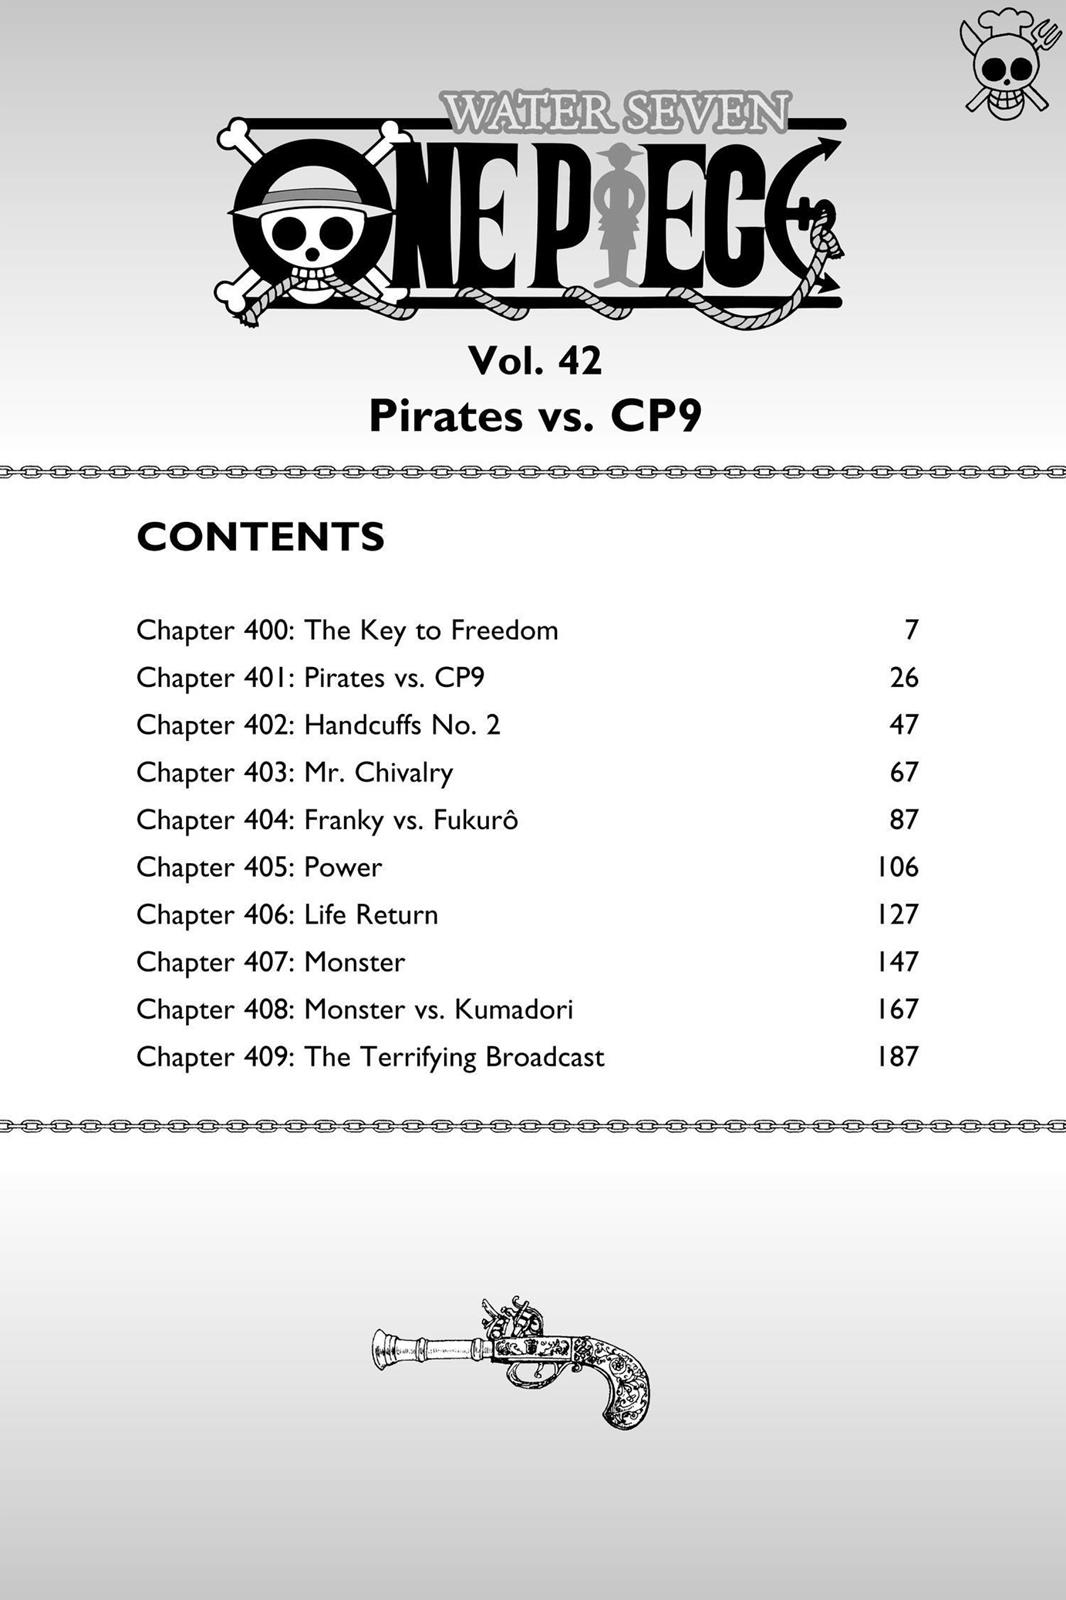 WATER SEVEN
ONE PIECE
Vol. 42
Pirates vs. CP9
CONTENTS
Chapter 400: The Key to Freedom 7
Chapter 401: Pirates vs. CP9 26
Chapter 402: Handcuffs No. 2 47
Chapter 403: Mr. Chivalry 67
Chapter 404: Franky vs. Fukurô 87
Chapter 405: Power 106
Chapter 406: Life Return 127
Chapter 407: Monster 147
Chapter 408: Monster vs. Kumadori 167
Chapter 409: The Terrifying Broadcast 187